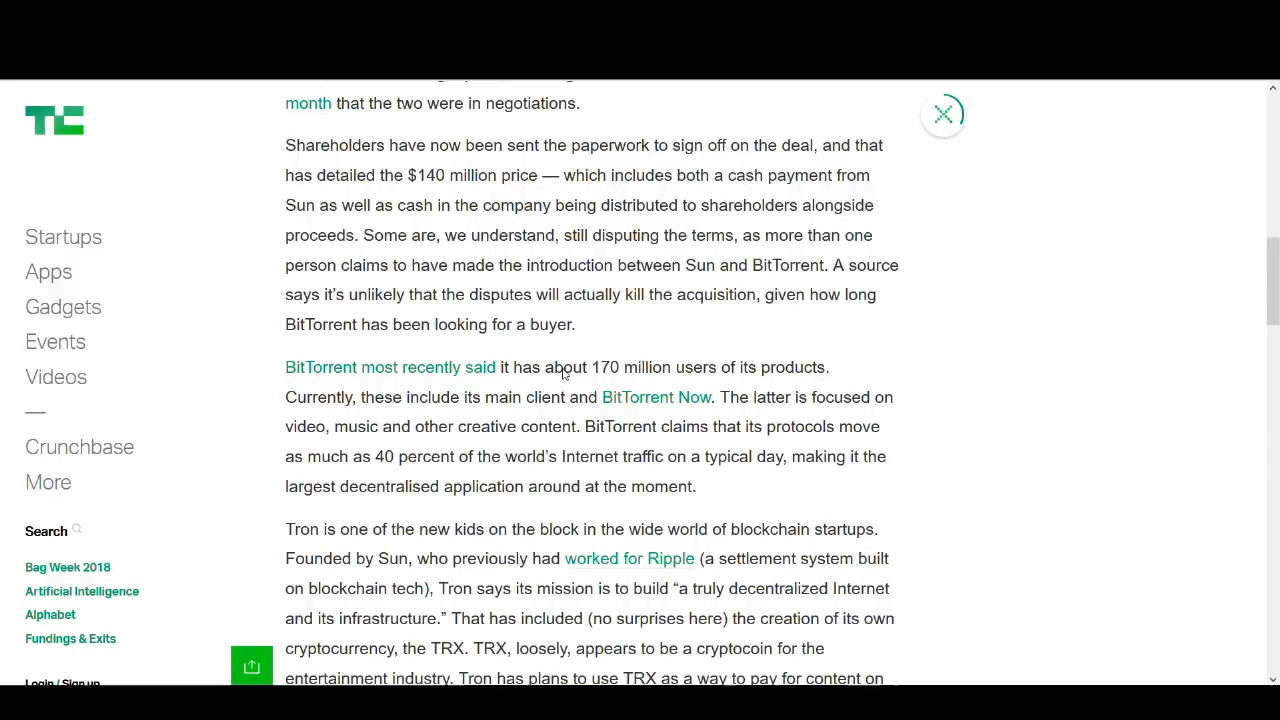 month that the two were in negotiations.
Shareholders have now been sent the paperwork to sign off on the deal, and that
has detailed the $140 million price — which includes both a cash payment from
Sun as well as cash in the company being distributed to shareholders alongside
proceeds. Some are, we understand, still disputing the terms, as more than one
person claims to have made the introduction between Sun and BitTorrent. A source
says it’s unlikely that the disputes will actually kill the acquisition, given how long
BitTorrent has been looking for a buyer.
BitTorrent most recently said it has about 170 million users of its products.
Currently, these include its main client and BitTorrent Now. The latter is focused on
video, music and other creative content. BitTorrent claims that its protocols move
as much as 40 percent of the world’s Internet traffic on a typical day, making it the
largest decentralised application around at the moment.
Tron is one of the new kids on the block in the wide world of blockchain startups.
Founded by Sun, who previously had worked for Ripple (a settlement system built
on blockchain tech), Tron says its mission is to build “a truly decentralized Internet
and its infrastructure.” That has included (no surprises here) the creation of its own
cryptocurrency, the TRX. TRX, loosely, appears to be a cryptocoin for the
entertainment industry. Tron has plans to use TRX as a way to pay for content on
TC
Startups
Apps
Gadgets
Events
Videos
—
Crunchbase
More
Search
Bag Week 2018
Artificial Intelligence
Alphabet
Fundings & Exits
Login / Sign up